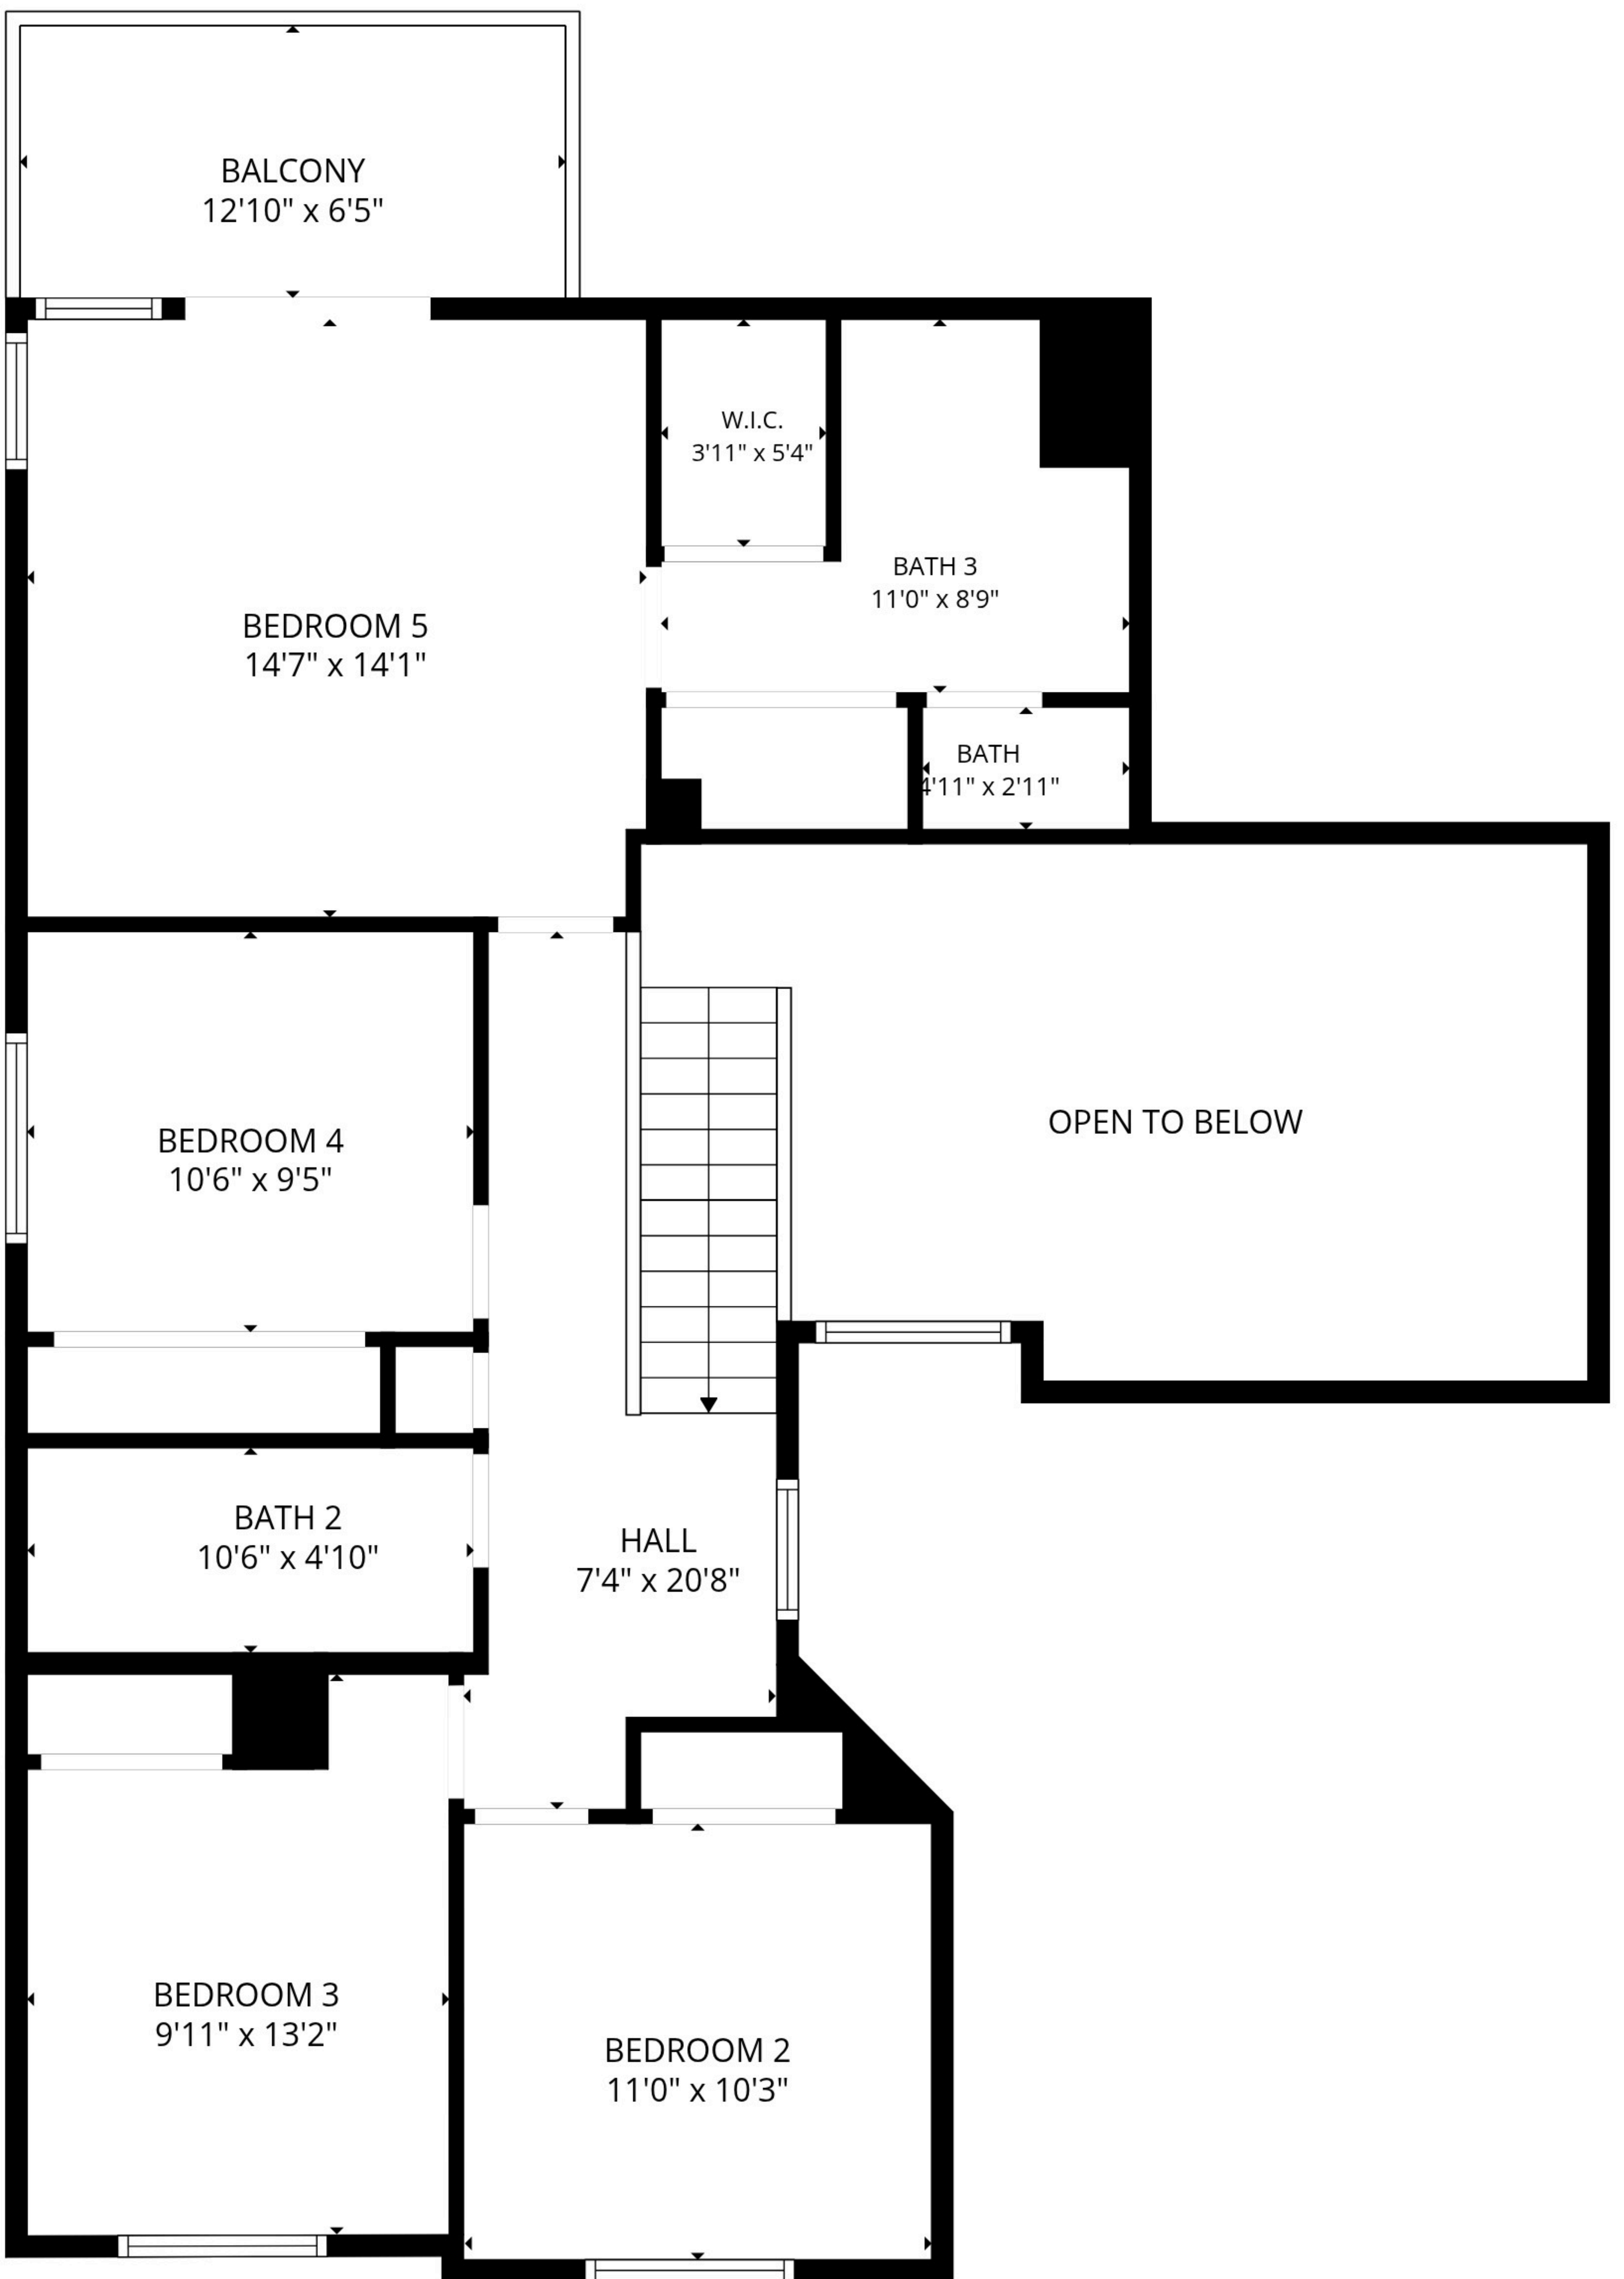 BALCONY
12'10" x 6'5"
W.I.C.
3'11" x 5'4"
BATH 3
11'0" x 8'9"
BEDROOM 5
14'7" x 14'1"
BATH
4'11" x 2'11"
OPEN TO BELOW
BEDROOM 4
10'6" x 9'5"
BATH 2
10'6" x 4'10"
HALL
7'4" x 20'8"
BEDROOM 3
9'11" x 13'2"
BEDROOM 2
11'0" x 10'3"